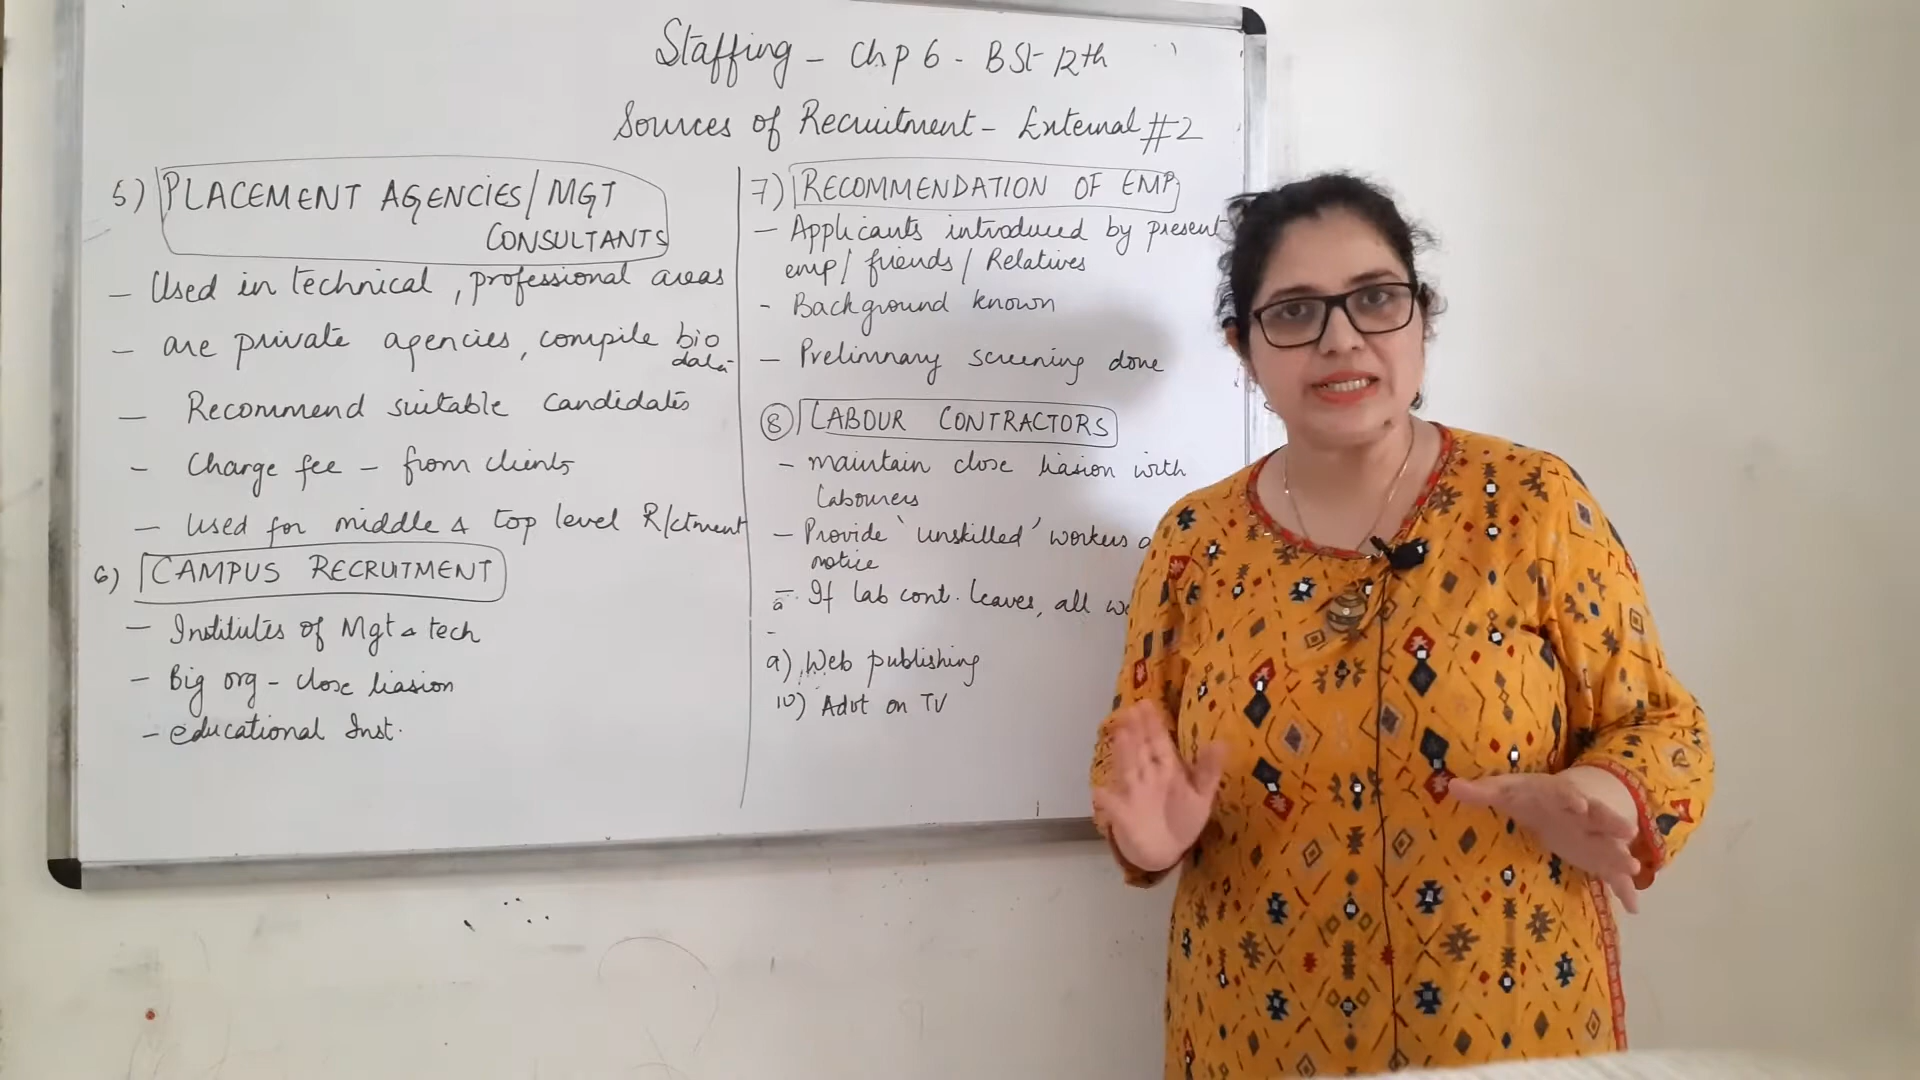 Staffing - Chp 6 - BSt 12th
Sources of Recruitment - External #2
5) PLACEMENT AGENCIES/MGT
CONSULTANTS
- Used in technical, professional areas
- are private agencies, compile bio
data
- Recommend suitable candidates
- Charge fee - from clients
- used for middle & top level R/ctment
6) CAMPUS RECRUTMENT
- Institutes of Mgt & tech
- Big org - close liasion
- educational Inst.
7) RECOMMENDATION OF EMP
- Applicants introduced by present
emp/ friends/ Relatives
- Background known
- Prelimnary screening done
8 LABOUR CONTRACTORS
- maintain close liasion with
labourers
- Provide 'unskilled' workers
notice
- If lab cont. leaves, all
9) Web publishing
10) Advt on TV